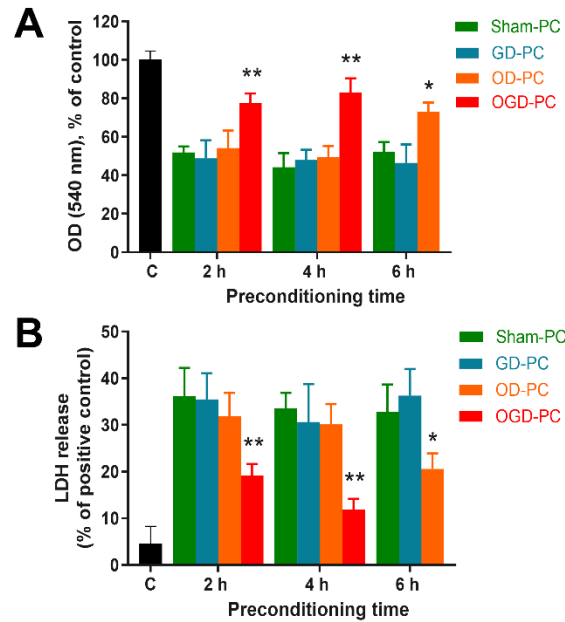 A
OD (540 nm), % of control
120
100
80
60
40
20
0
**
**
*
Sham-PC
GD-PC
OD-PC
OGD-PC
C
2 h
4 h
6 h
Preconditioning time
B
LDH release
(% of positive control)
50
40
30
20
10
0
**
**
*
Sham-PC
GD-PC
OD-PC
OGD-PC
C
2 h
4 h
6 h
Preconditioning time